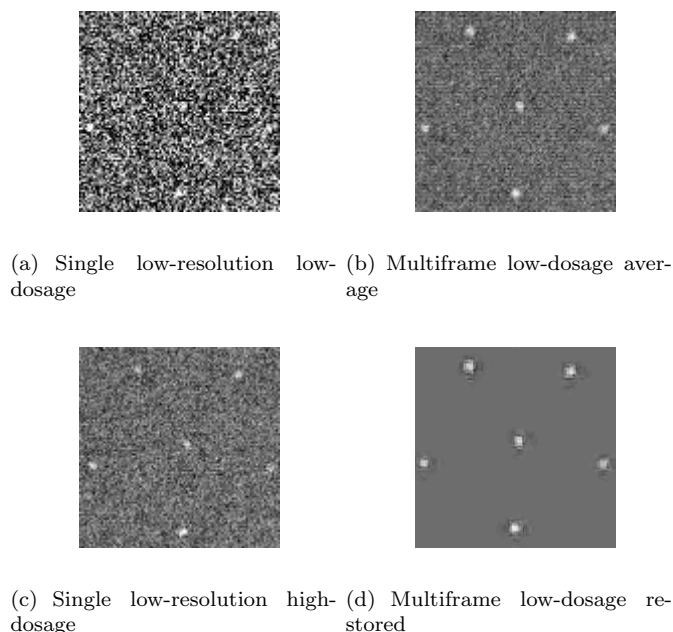 (a) Single low-resolution low-
dosage
(b) Multiframe low-dosage aver-
age
(c) Single low-resolution high-
dosage
(d) Multiframe low-dosage re-
stored